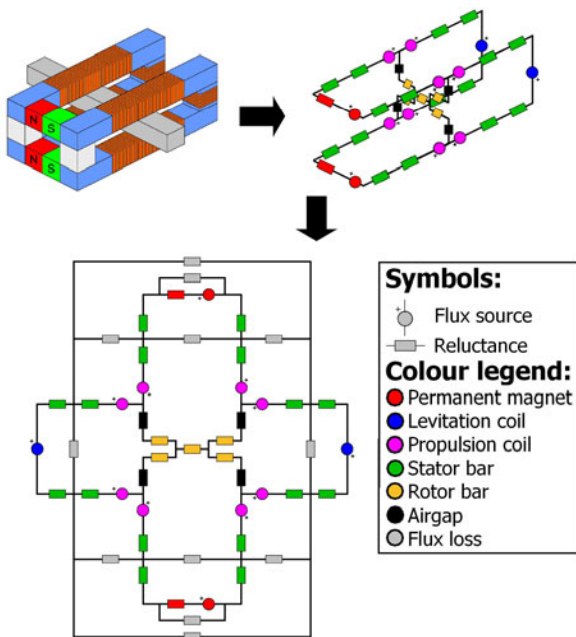 N
S
N
S
Symbols:
Flux source
Reluctance
Colour legend:
Permanent magnet
Levitation coil
Propulsion coil
Stator bar
Rotor bar
Airgap
Flux loss